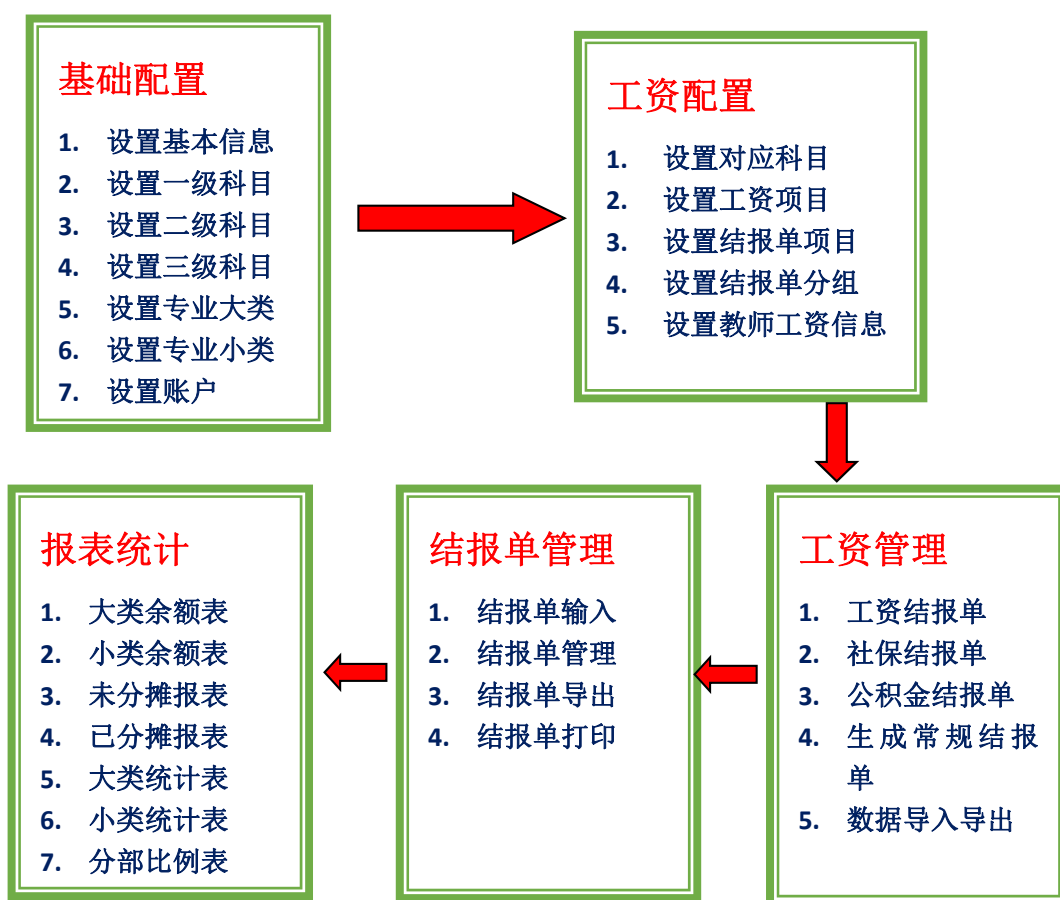 基础配置
1. 设置基本信息
2. 设置一级科目
3. 设置二级科目
4. 设置三级科目
5. 设置专业大类
6. 设置专业小类
7. 设置账户
工资配置
1. 设置对应科目
2. 设置工资项目
3. 设置结报单项目
4. 设置结报单分组
5. 设置教师工资信息
工资管理
1. 工资结报单
2. 社保结报单
3. 公积金结报单
4. 生成常规结报
单
5. 数据导入导出
结报单管理
1. 结报单输入
2. 结报单管理
3. 结报单导出
4. 结报单打印
报表统计
1. 大类余额表
2. 小类余额表
3. 未分摊报表
4. 已分摊报表
5. 大类统计表
6. 小类统计表
7. 分部比例表